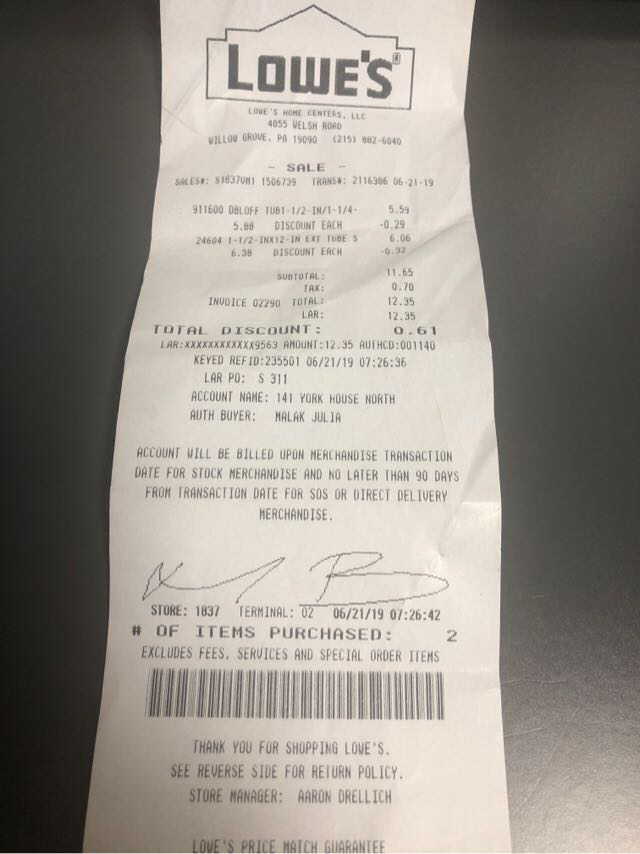 LOWE'S®
LOWE'S HOME CENTERS, LLC
4055 WELSH ROAD
WILLOW GROVE, PA 19090 (215) 882-6040
- SALE -
SALES#: S1837VM1 1506739 TRANS#: 2116386 06-21-19
911600 DBLOFF TUB1-1/2-IN/1-1/4- 5.59
5.88 DISCOUNT EACH -0.29
24604 1-1/2-INX12-IN EXT TUBE S 6.06
6.38 DISCOUNT EACH -0.32
SUBTOTAL: 11.65
TAX: 0.70
INVOICE 02290 TOTAL: 12.35
LAR: 12.35
TOTAL DISCOUNT: 0.61
LAR:XXXXXXXXXXXX9563 AMOUNT:12.35 AUTHCD:001140
KEYED REFID:235501 06/21/19 07:26:36
LAR PO: S 311
ACCOUNT NAME: 141 YORK HOUSE NORTH
AUTH BUYER: MALAK JULIA
ACCOUNT WILL BE BILLED UPON MERCHANDISE TRANSACTION
DATE FOR STOCK MERCHANDISE AND NO LATER THAN 90 DAYS
FROM TRANSACTION DATE FOR SOS OR DIRECT DELIVERY
MERCHANDISE.
STORE: 1837 TERMINAL: 02 06/21/19 07:26:42
# OF ITEMS PURCHASED: 2
EXCLUDES FEES, SERVICES AND SPECIAL ORDER ITEMS
THANK YOU FOR SHOPPING LOWE'S.
SEE REVERSE SIDE FOR RETURN POLICY.
STORE MANAGER: AARON DRELLICH
LOWE'S PRICE MATCH GUARANTEE